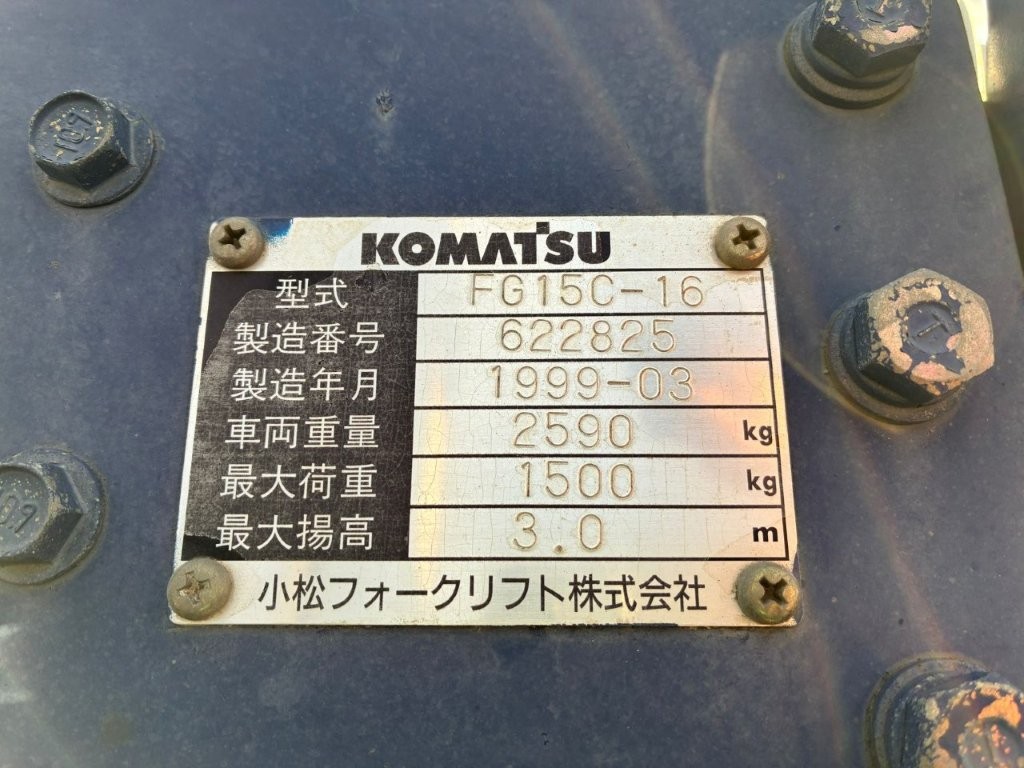 KOMATSU
型式 FG15C-16
製造番号 622825
製造年月 1999-03
車両重量 2590 kg
最大荷重 1500 kg
最大揚高 3.0 m
小松フォークリフト株式会社
10.9